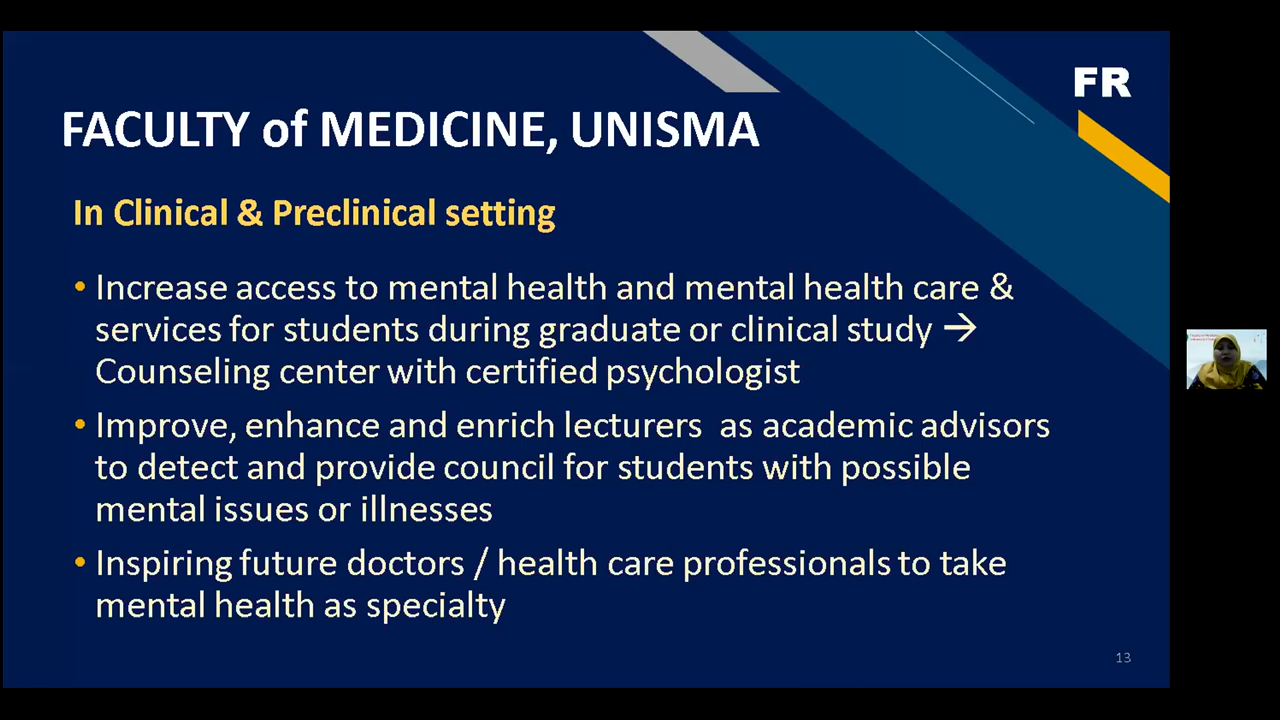 FR
FACULTY of MEDICINE, UNISMA
In Clinical & Preclinical setting
• Increase access to mental health and mental health care &
services for students during graduate or clinical study →
Counseling center with certified psychologist
• Improve, enhance and enrich lecturers as academic advisors
to detect and provide council for students with possible
mental issues or illnesses
• Inspiring future doctors / health care professionals to take
mental health as specialty
13